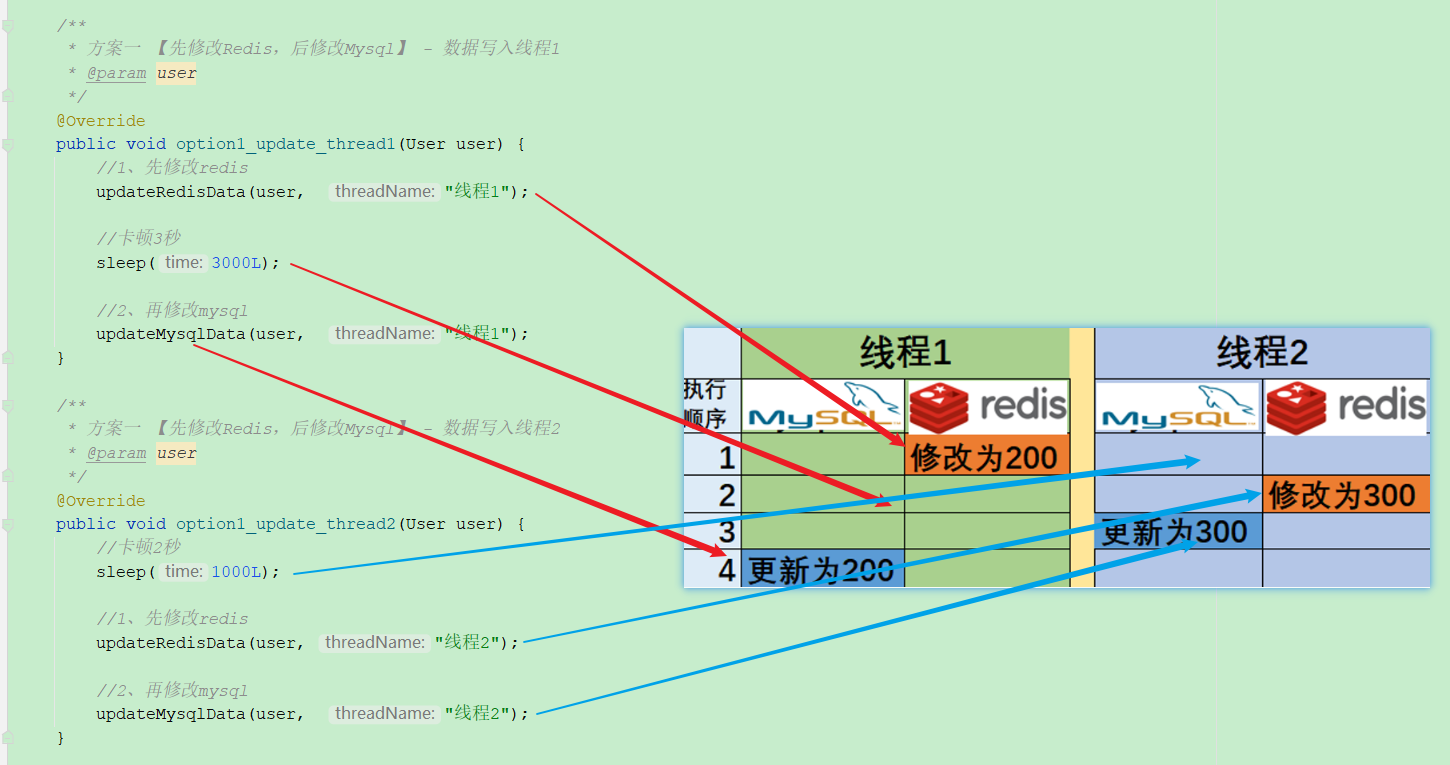 /**
* 方案一 【先修改Redis，后修改Mysql】 - 数据写入线程1
* @param user
*/
@Override
public void option1_update_thread1(User user) {
//1、先修改redis
updateRedisData(user, threadName: "线程1");
//卡顿3秒
sleep( time: 3000L);
//2、再修改mysql
updateMysqlData(user, threadName: "线程1");
}
/**
* 方案一 【先修改Redis，后修改Mysql】 - 数据写入线程2
* @param user
*/
@Override
public void option1_update_thread2(User user) {
//卡顿2秒
sleep( time: 1000L);
//1、先修改redis
updateRedisData(user, threadName: "线程2");
//2、再修改mysql
updateMysqlData(user, threadName: "线程2");
}
线程1 线程2
执行
顺序 MySQL redis MySQL redis
1 修改为200
2 修改为300
3 更新为300
4 更新为200